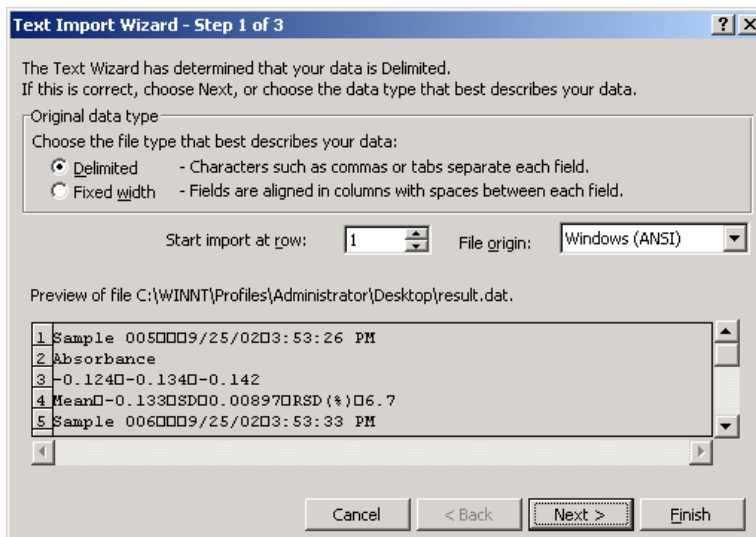 Text Import Wizard - Step 1 of 3
The Text Wizard has determined that your data is Delimited.
If this is correct, choose Next, or choose the data type that best describes your data.
Original data type
Choose the file type that best describes your data:
Delimited - Characters such as commas or tabs separate each field.
Fixed width - Fields are aligned in columns with spaces between each field.
Start import at row: 1 File origin: Windows (ANSI)
Preview of file C:\WINNT\Profiles\Administrator\Desktop\result.dat.
1 Sample 005□□□9/25/02□3:53:26 PM
2 Absorbance
3 -0.124□-0.134□-0.142
4 Mean□-0.133□SD□0.00897□RSD(%)□6.7
5 Sample 006□□□9/25/02□3:53:33 PM
Cancel < Back Next > Finish